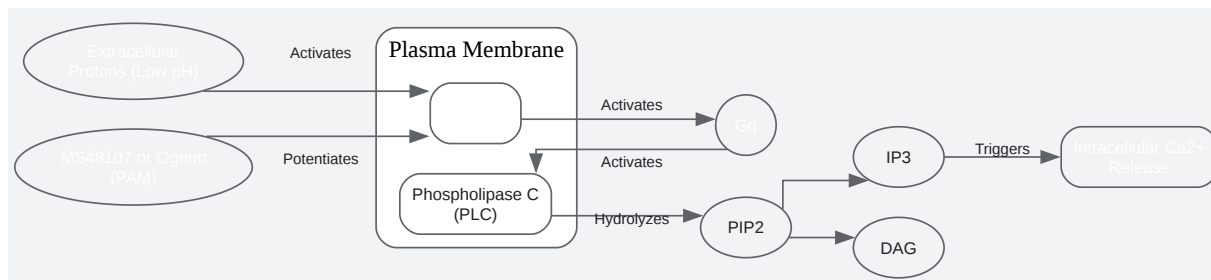 Extracellular
Protons (Low pH)
Activates
Plasma Membrane
MS48107 or Ogerin
(PAM)
Potentiates
Activates
Gq
Activates
Phospholipase C
(PLC)
Hydrolyzes
PIP2
IP3
Triggers
Intracellular Ca2+
Release
DAG